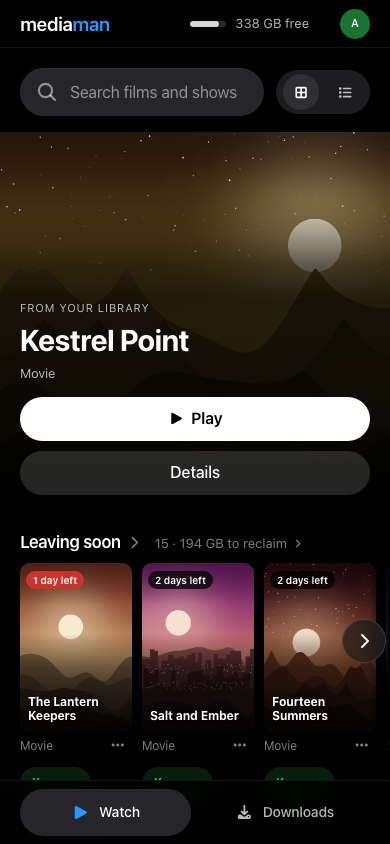 mediaman
338 GB free
A
Search films and shows
FROM YOUR LIBRARY
Kestrel Point
Movie
Play
Details
Leaving soon
15 · 194 GB to reclaim
1 day left
2 days left
2 days left
The Lantern
Keepers
Salt and Ember
Fourteen
Summers
Movie
Movie
Movie
Watch
Downloads